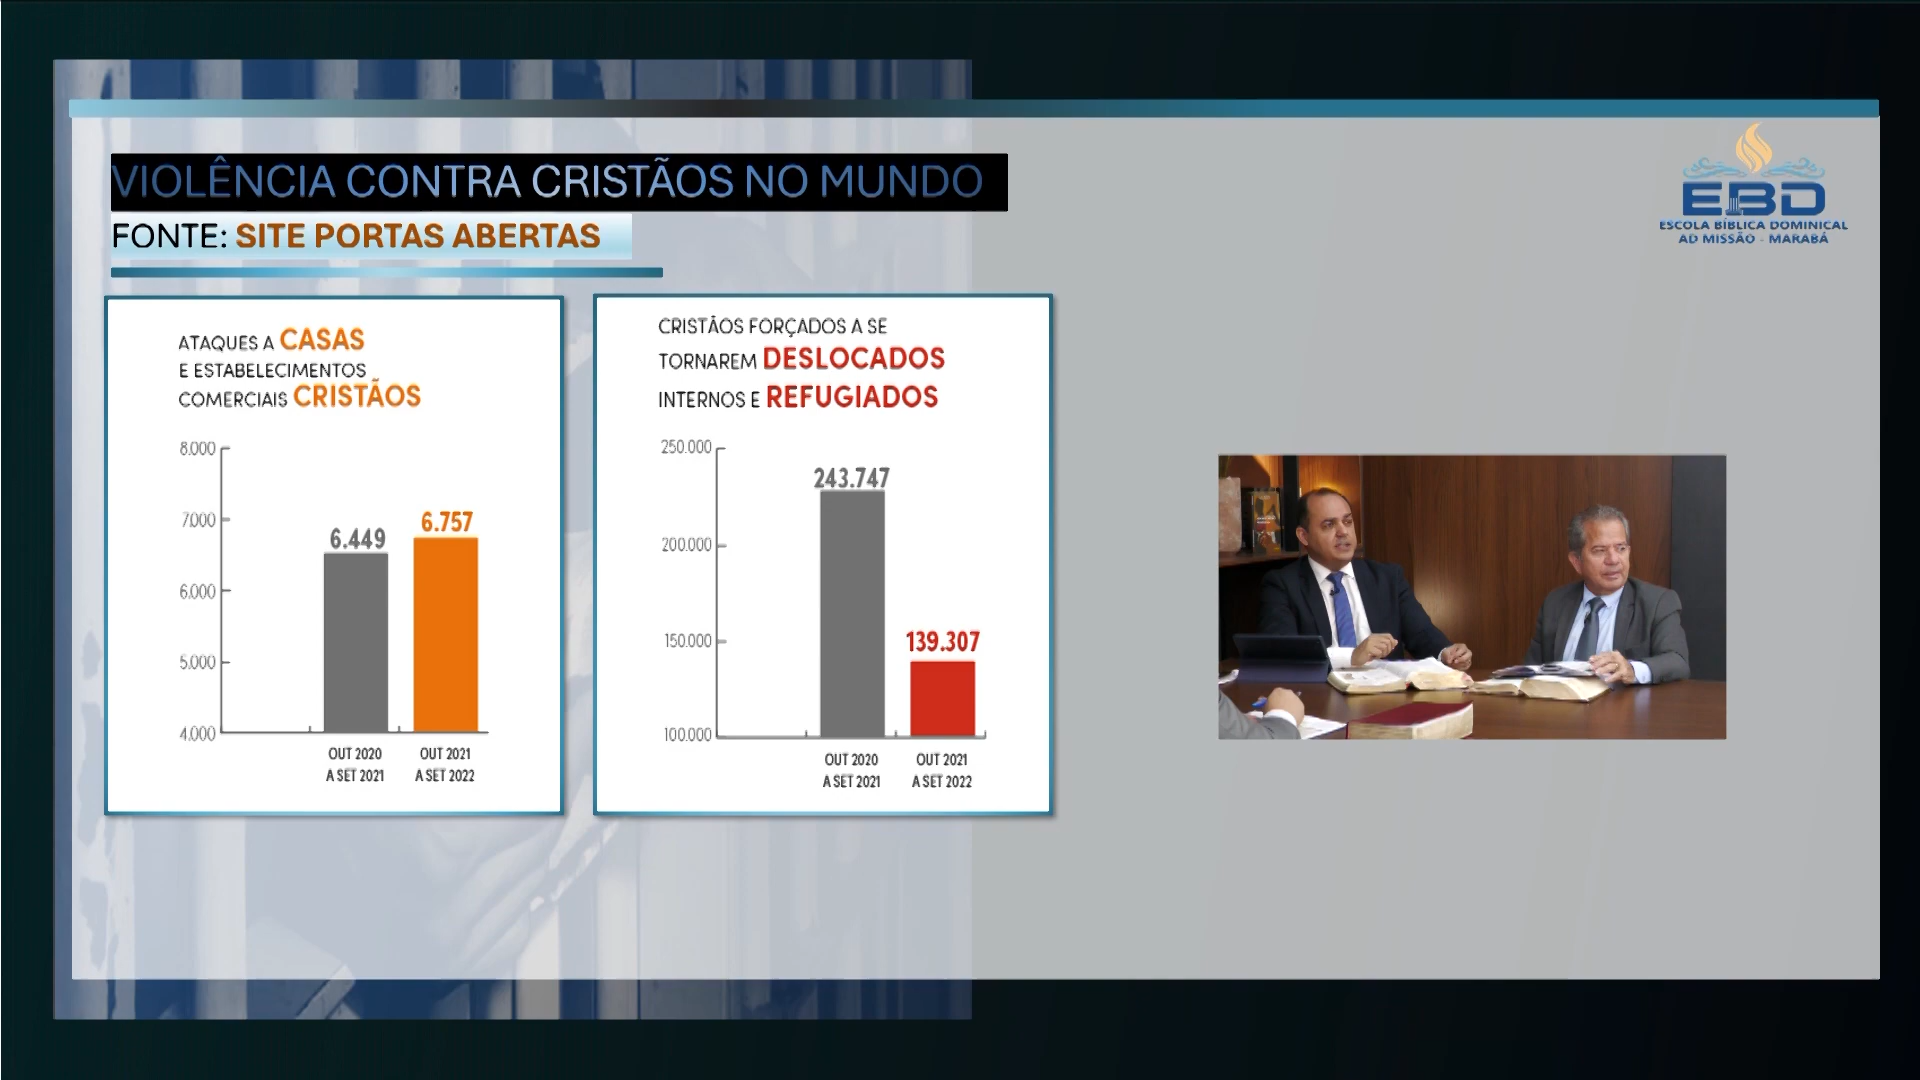 VIOLÊNCIA CONTRA CRISTÃOS NO MUNDO
FONTE: SITE PORTAS ABERTAS
EBD
ESCOLA BÍBLICA DOMINICAL
AD MISSÃO - MARABÁ
ATAQUES A CASAS
E ESTABELECIMENTOS
COMERCIAIS CRISTÃOS
8.000
7.000
6.000
5.000
4.000
6.449
6.757
OUT 2020
A SET 2021
OUT 2021
A SET 2022
CRISTÃOS FORÇADOS A SE
TORNAREM DESLOCADOS
INTERNOS E REFUGIADOS
250.000
200.000
150.000
100.000
243.747
139.307
OUT 2020
A SET 2021
OUT 2021
A SET 2022